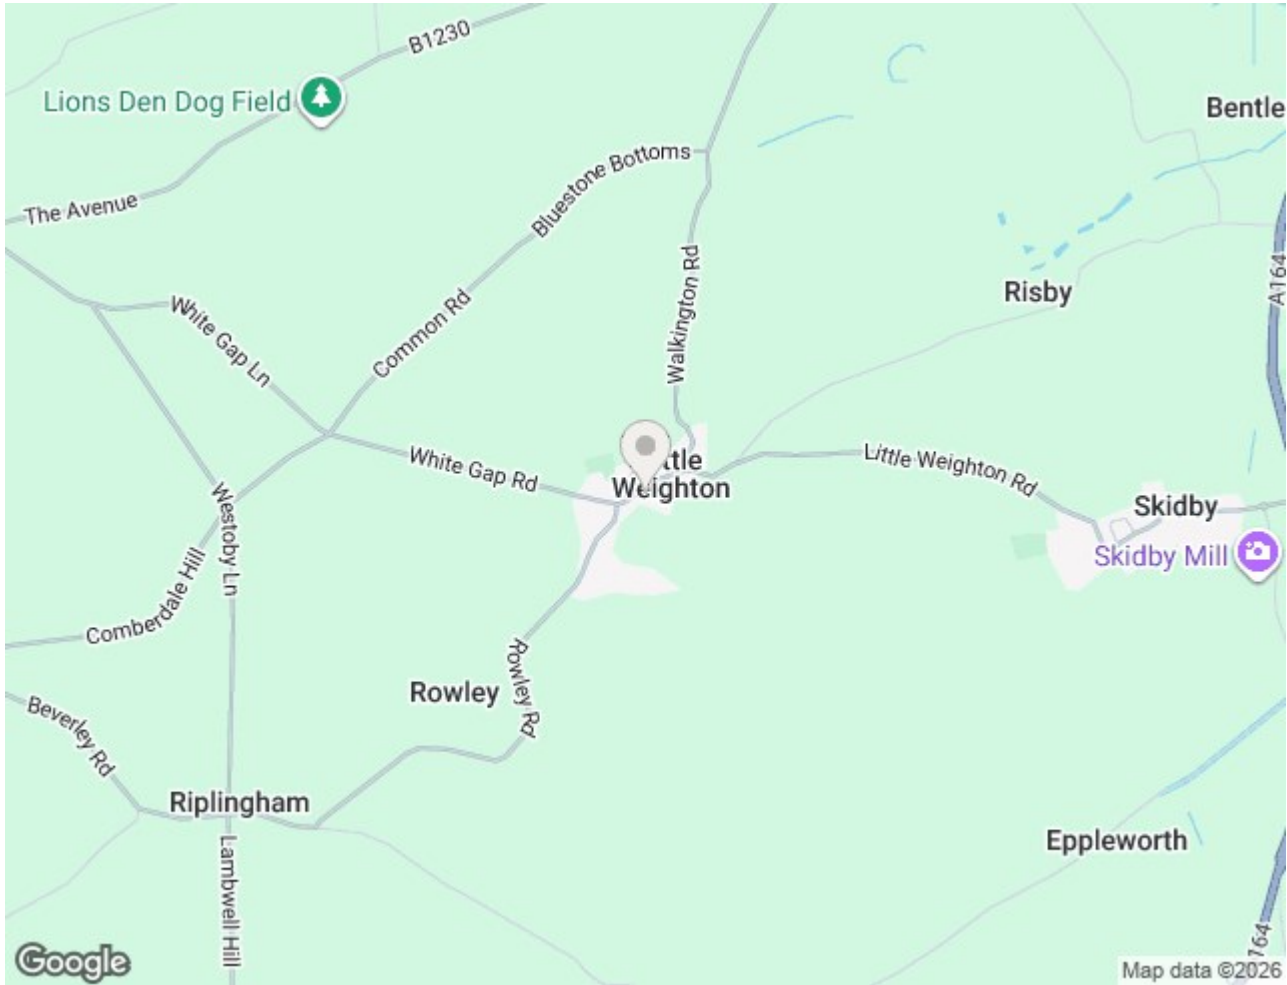 B1230
Lions Den Dog Field
Bentle
Bluestone Bottoms
The Avenue
Walkington Rd
A164
Risby
White Gap Ln
Common Rd
White Gap Rd
ttle
Weighton
Little Weighton Rd
Skidby
Westoby Ln
Skidby Mill
Comberdale Hill
Rowley Rd
Rowley
Beverley Rd
Riplingham
Eppleworth
Lambwell Hill
164
Google
Map data ©2026